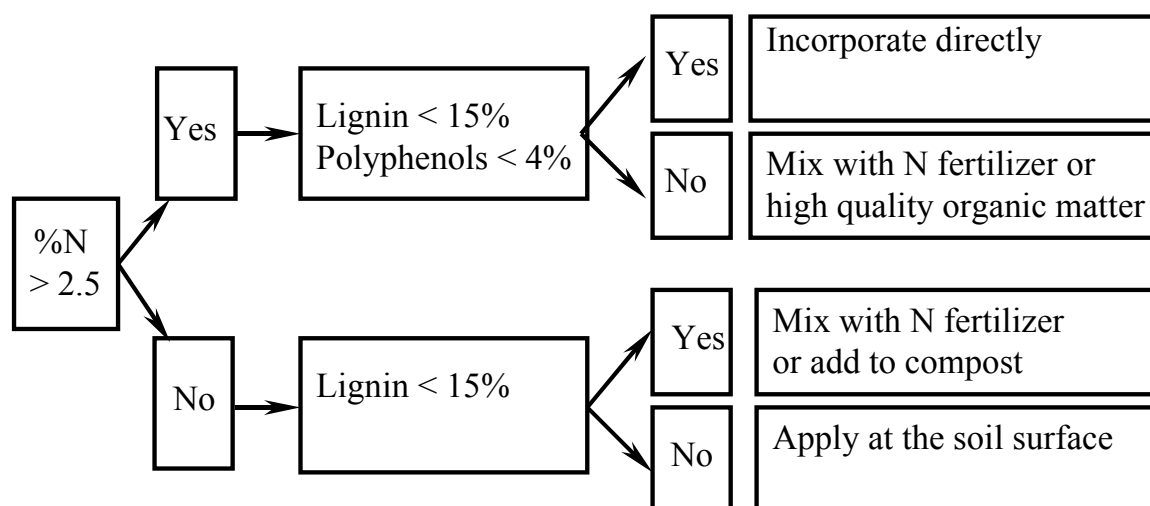 %N
> 2.5
Yes
Lignin < 15%
Polyphenols < 4%
Yes
Incorporate directly
No
Mix with N fertilizer or
high quality organic matter
No
Lignin < 15%
Yes
Mix with N fertilizer
or add to compost
No
Apply at the soil surface